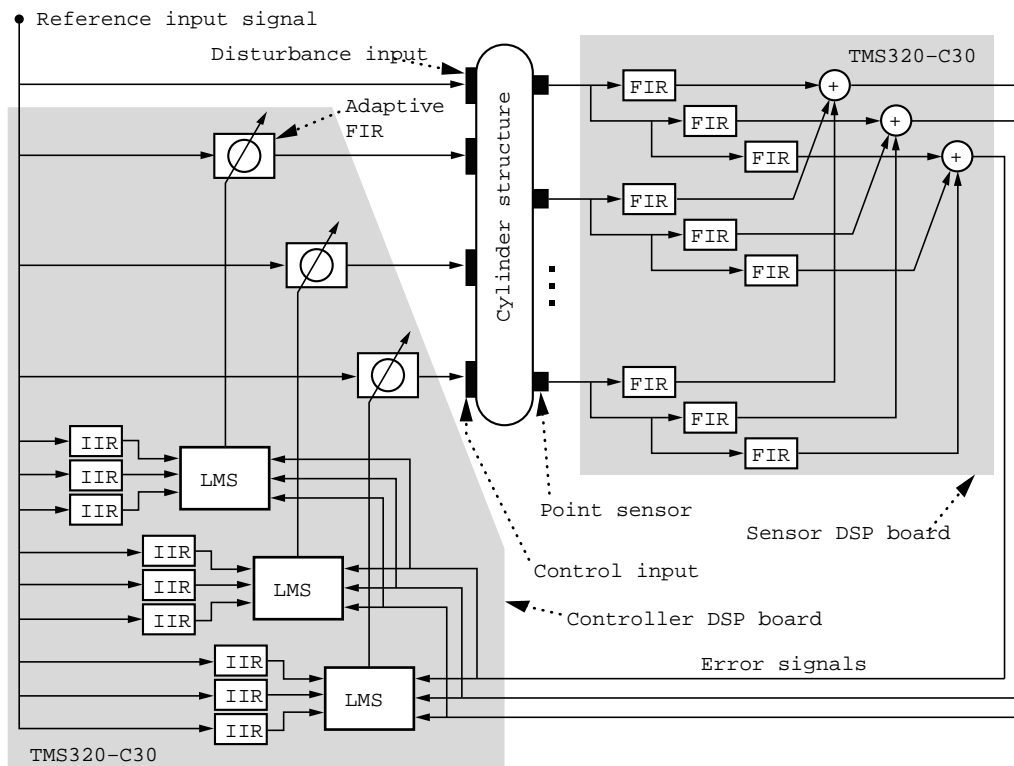 Reference input signal
Disturbance input
TMS320-C30
Adaptive
FIR
FIR
+
FIR
+
FIR
+
Cylinder structure
FIR
FIR
FIR
FIR
FIR
FIR
IIR
IIR
IIR
LMS
Point sensor
Sensor DSP board
IIR
IIR
IIR
LMS
Control input
Controller DSP board
IIR
IIR
IIR
LMS
Error signals
TMS320-C30